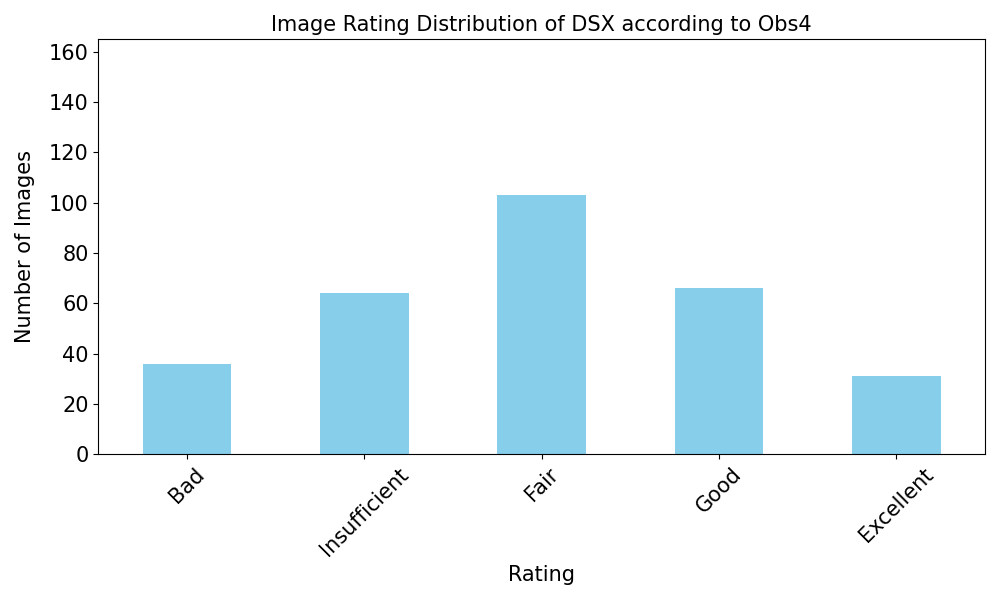 Image Rating Distribution of DSX according to Obs4
160
140
120
100
80
60
40
20
0
Number of Images
Bad
Insufficient
Fair
Good
Excellent
Rating